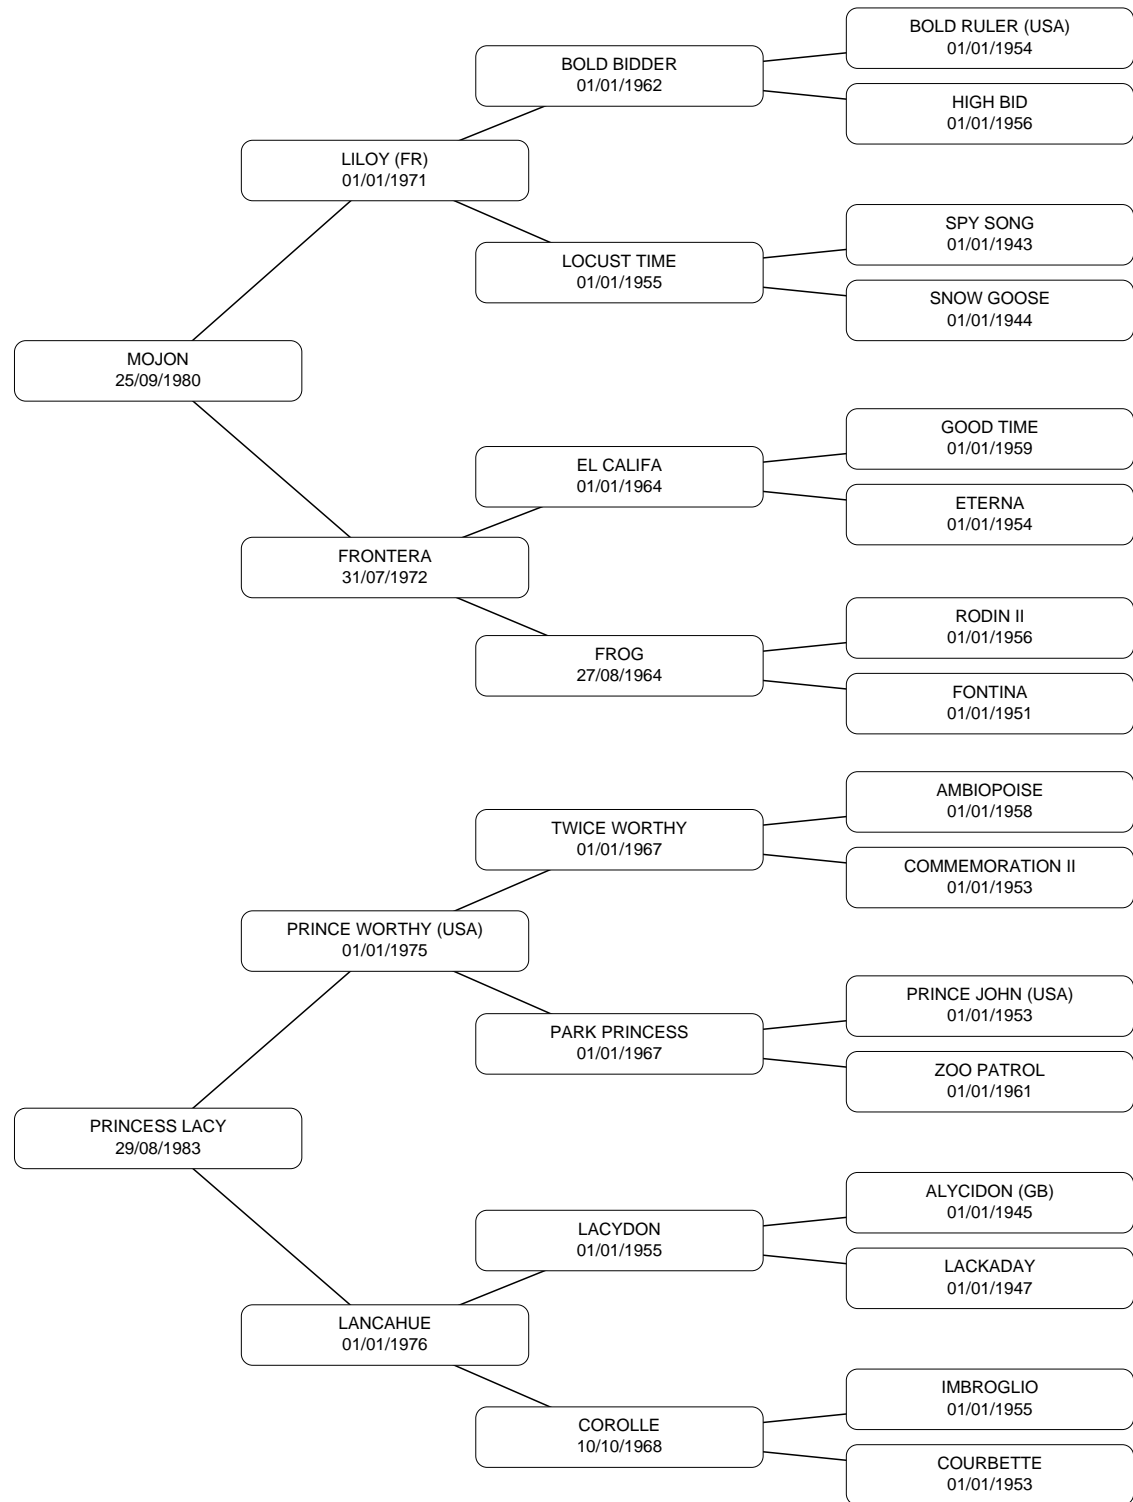 BOLD RULER (USA)
01/01/1954
BOLD BIDDER
01/01/1962
HIGH BID
01/01/1956
LILOY (FR)
01/01/1971
SPY SONG
01/01/1943
LOCUST TIME
01/01/1955
SNOW GOOSE
01/01/1944
MOJON
25/09/1980
GOOD TIME
01/01/1959
EL CALIFA
01/01/1964
ETERNA
01/01/1954
FRONTERA
31/07/1972
RODIN II
01/01/1956
FROG
27/08/1964
FONTINA
01/01/1951
AMBIOPOISE
01/01/1958
TWICE WORTHY
01/01/1967
COMMEMORATION II
01/01/1953
PRINCE WORTHY (USA)
01/01/1975
PRINCE JOHN (USA)
01/01/1953
PARK PRINCESS
01/01/1967
ZOO PATROL
01/01/1961
PRINCESS LACY
29/08/1983
ALYCIDON (GB)
01/01/1945
LACYDON
01/01/1955
LACKADAY
01/01/1947
LANCAHUE
01/01/1976
IMBROGLIO
01/01/1955
COROLLE
10/10/1968
COURBETTE
01/01/1953